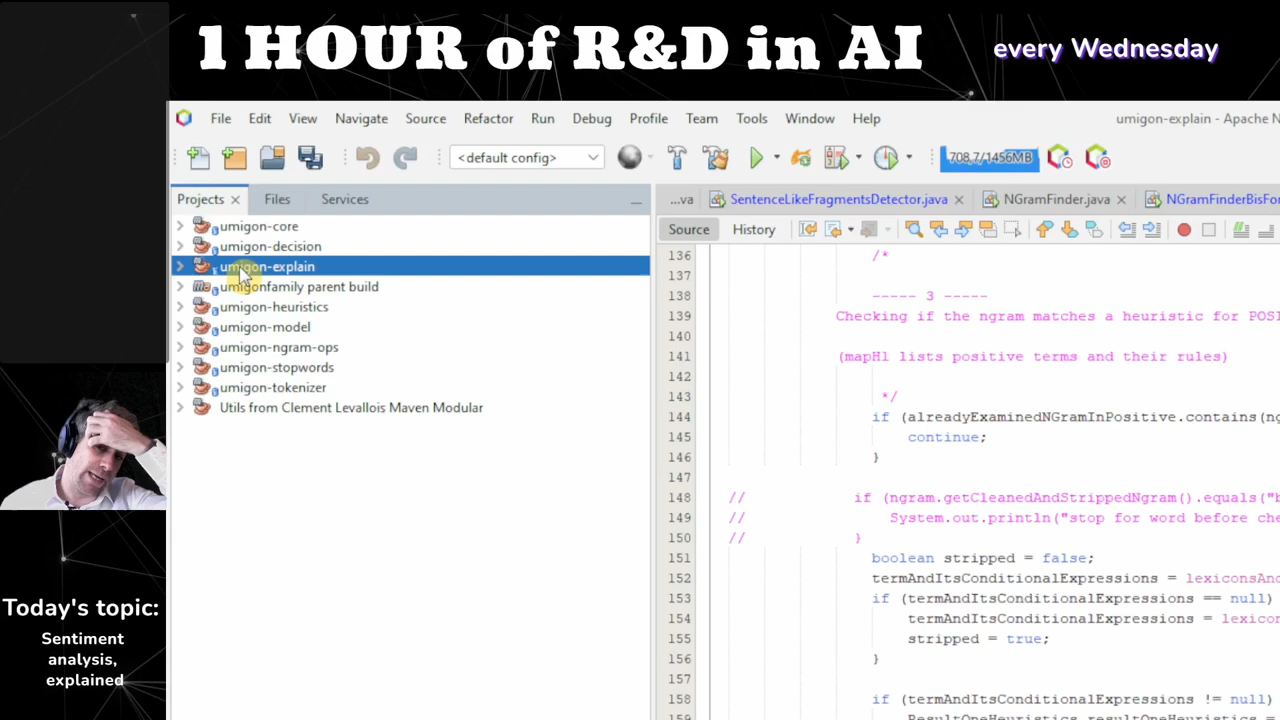 1 HOUR of R&D in AI
every Wednesday
File Edit View Navigate Source Refactor Run Debug Profile Team Tools Window Help
umigon-explain - Apache N
<default config>
708,7/1456MB
Projects Files Services
umigon-core
umigon-decision
umigon-explain
umigonfamily parent build
umigon-heuristics
umigon-model
umigon-ngram-ops
umigon-stopwords
umigon-tokenizer
Utils from Clement Levallois Maven Modular
...va SentenceLikeFragmentsDetector.java NGramFinder.java NGramFinderBisFor
Source History
136 /*
137
138 ----- 3 -----
139 Checking if the ngram matches a heuristic for POSI
140
141 (mapH1 lists positive terms and their rules)
142
143 */
144 if (alreadyExaminedNGramInPositive.contains(ng
145 continue;
146 }
147
148 // if (ngram.getCleanedAndStrippedNgram().equals("b
149 // System.out.println("stop for word before che
150 // }
151 boolean stripped = false;
152 termAndItsConditionalExpressions = lexiconsAnd
153 if (termAndItsConditionalExpressions == null)
154 termAndItsConditionalExpressions = lexicon
155 stripped = true;
156 }
157
158 if (termAndItsConditionalExpressions != null)
159 ResultOneHeuristics resultOneHeuristics =
Today's topic:
Sentiment
analysis,
explained